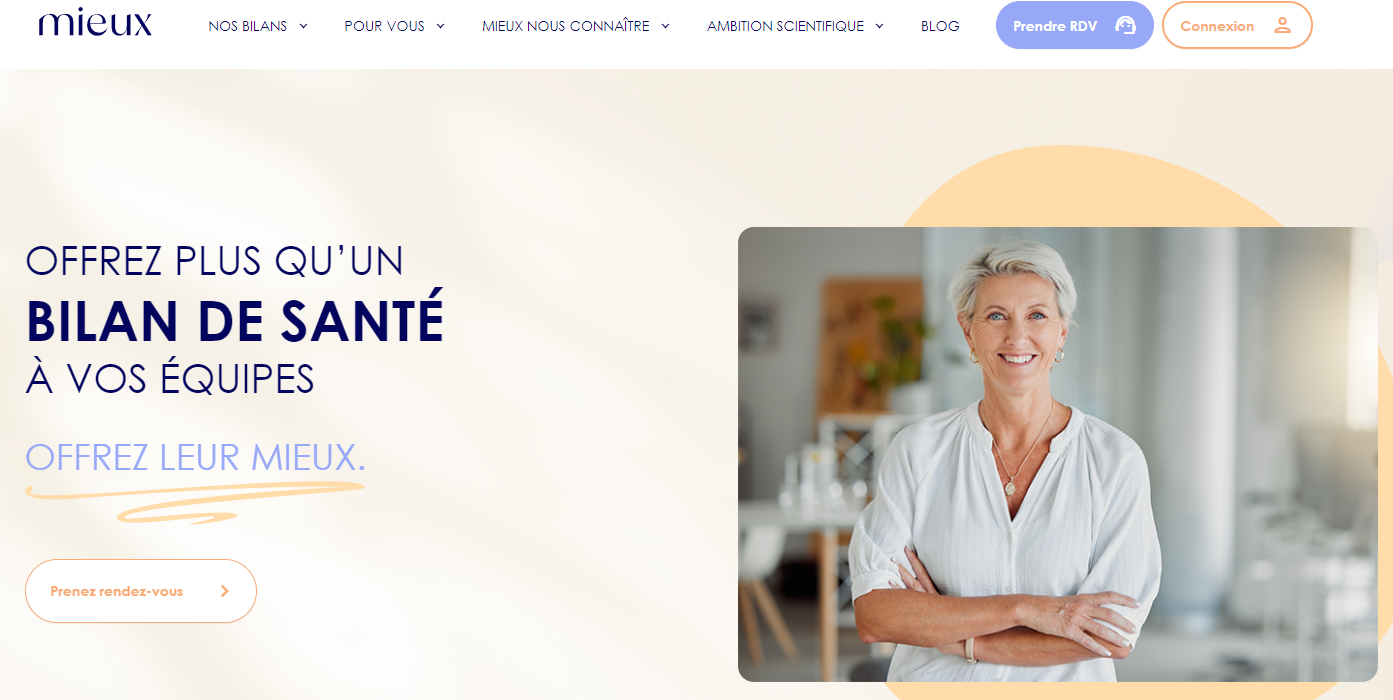 mieux
NOS BILANS
POUR VOUS
MIEUX NOUS CONNAÎTRE
AMBITION SCIENTIFIQUE
BLOG
Prendre RDV
Connexion
OFFREZ PLUS QU’UN
BILAN DE SANTÉ
À VOS ÉQUIPES
OFFREZ LEUR MIEUX.
Prenez rendez-vous